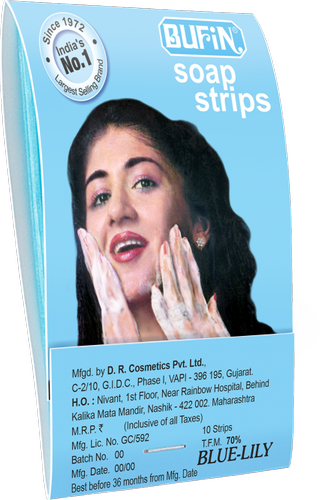 Since 1972
India's
No.1
Largest Selling Brand
BUFiN®
soap
strips
Mfgd. by D. R. Cosmetics Pvt. Ltd.,
C-2/10, G.I.D.C., Phase I, VAPI - 396 195, Gujarat.
H.O. : Nivant, 1st Floor, Near Rainbow Hospital, Behind
Kalika Mata Mandir, Nashik - 422 002. Maharashtra
M.R.P. ₹ (Inclusive of all Taxes)
Mfg. Lic. No. GC/592 10 Strips
Batch No. 00 T.F.M. 70%
Mfg. Date. 00/00 BLUE-LILY
Best before 36 months from Mfg. Date